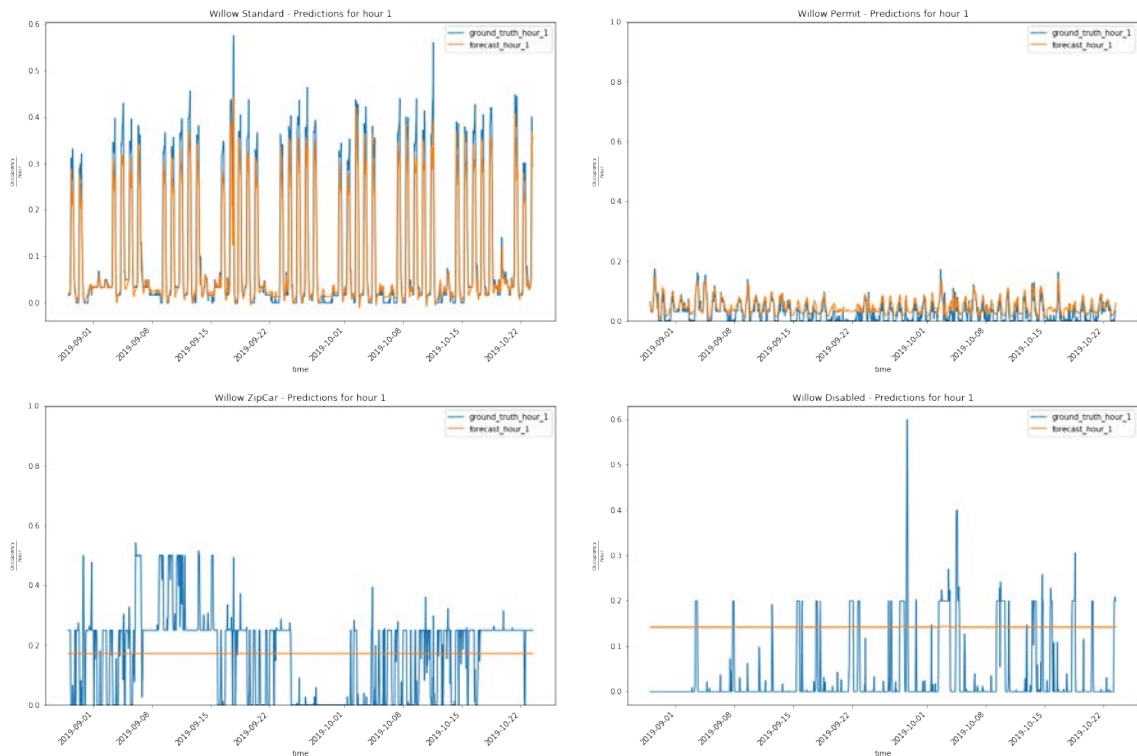 Willow Standard - Predictions for hour 1
ground_truth_hour_1
forecast_hour_1
0.6
0.5
0.4
0.3
0.2
0.1
0.0
Occupancy
hour
2019-09-01
2019-09-08
2019-09-15
2019-09-22
2019-10-01
2019-10-08
2019-10-15
2019-10-22
time
Willow Permit - Predictions for hour 1
ground_truth_hour_1
forecast_hour_1
1.0
0.8
0.6
0.4
0.2
0.0
Occupancy
hour
2019-09-01
2019-09-08
2019-09-15
2019-09-22
2019-10-01
2019-10-08
2019-10-15
2019-10-22
time
Willow ZipCar - Predictions for hour 1
ground_truth_hour_1
forecast_hour_1
1.0
0.8
0.6
0.4
0.2
0.0
Occupancy
hour
2019-09-01
2019-09-08
2019-09-15
2019-09-22
2019-10-01
2019-10-08
2019-10-15
2019-10-22
time
Willow Disabled - Predictions for hour 1
ground_truth_hour_1
forecast_hour_1
0.6
0.5
0.4
0.3
0.2
0.1
0.0
Occupancy
hour
2019-09-01
2019-09-08
2019-09-15
2019-09-22
2019-10-01
2019-10-08
2019-10-15
2019-10-22
time